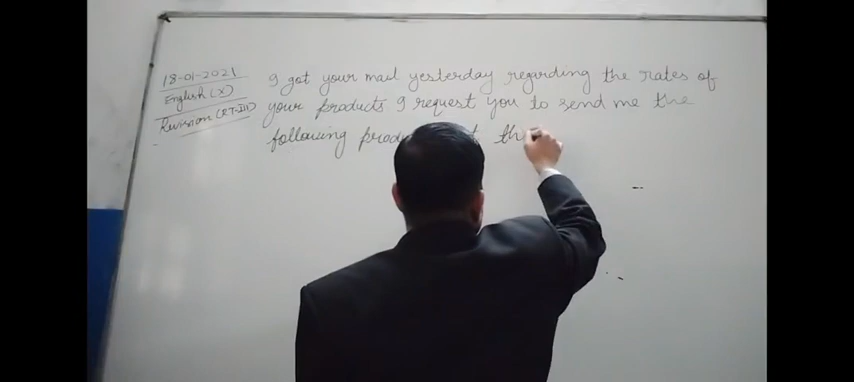 18-01-2021
English (X)
Revision (RT-III)
I got your mail yesterday regarding the rates of
your products. I request you to send me the
following